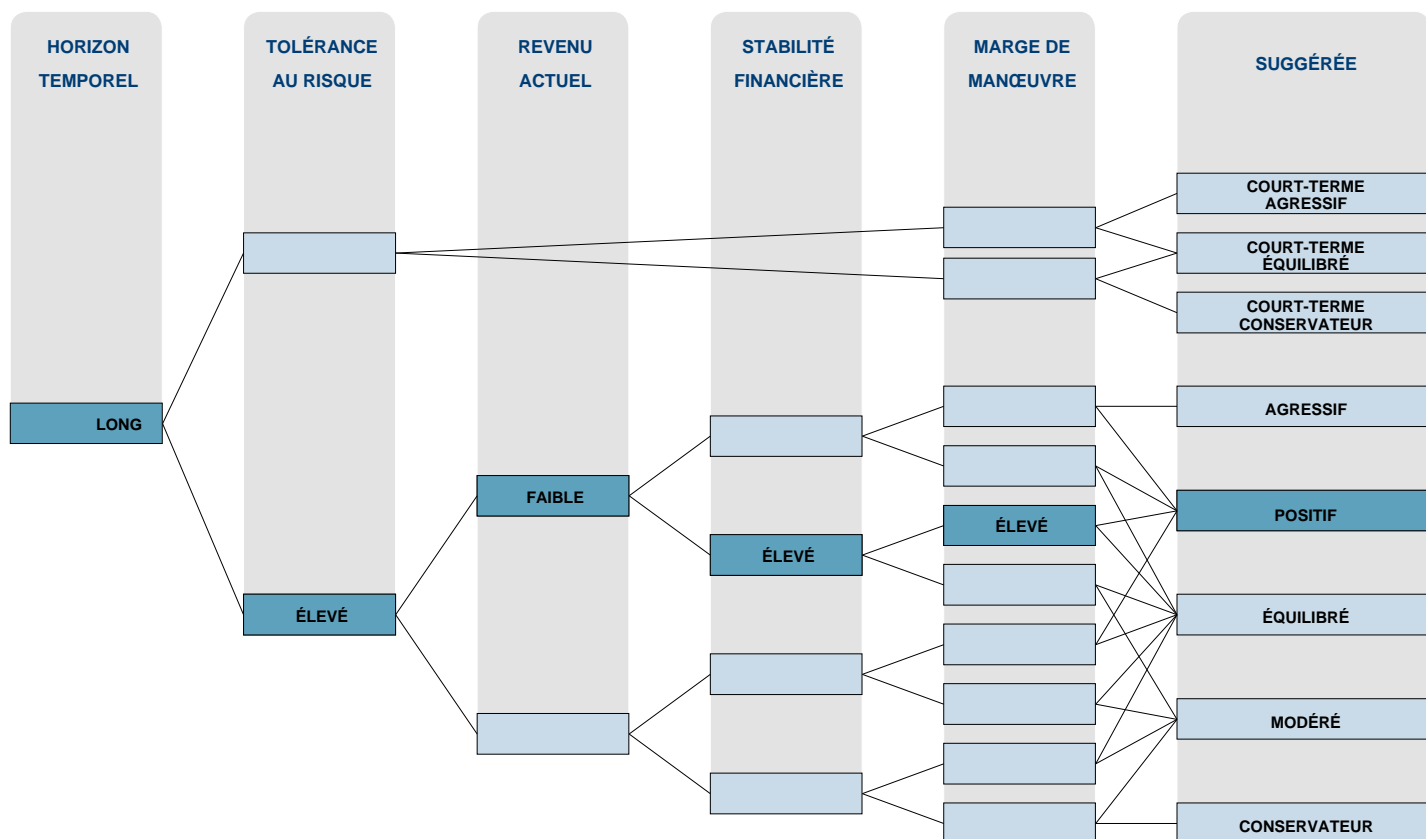 HORIZON
TEMPOREL
TOLÉRANCE
AU RISQUE
REVENU
ACTUEL
STABILITÉ
FINANCIÈRE
MARGE DE
MANŒUVRE
SUGGÉRÉE
COURT-TERME
AGRESSIF
COURT-TERME
ÉQUILIBRÉ
COURT-TERME
CONSERVATEUR
AGRESSIF
LONG
FAIBLE
POSITIF
ÉLEVÉ
ÉLEVÉ
ÉLEVÉ
ÉQUILIBRÉ
MODÉRÉ
CONSERVATEUR